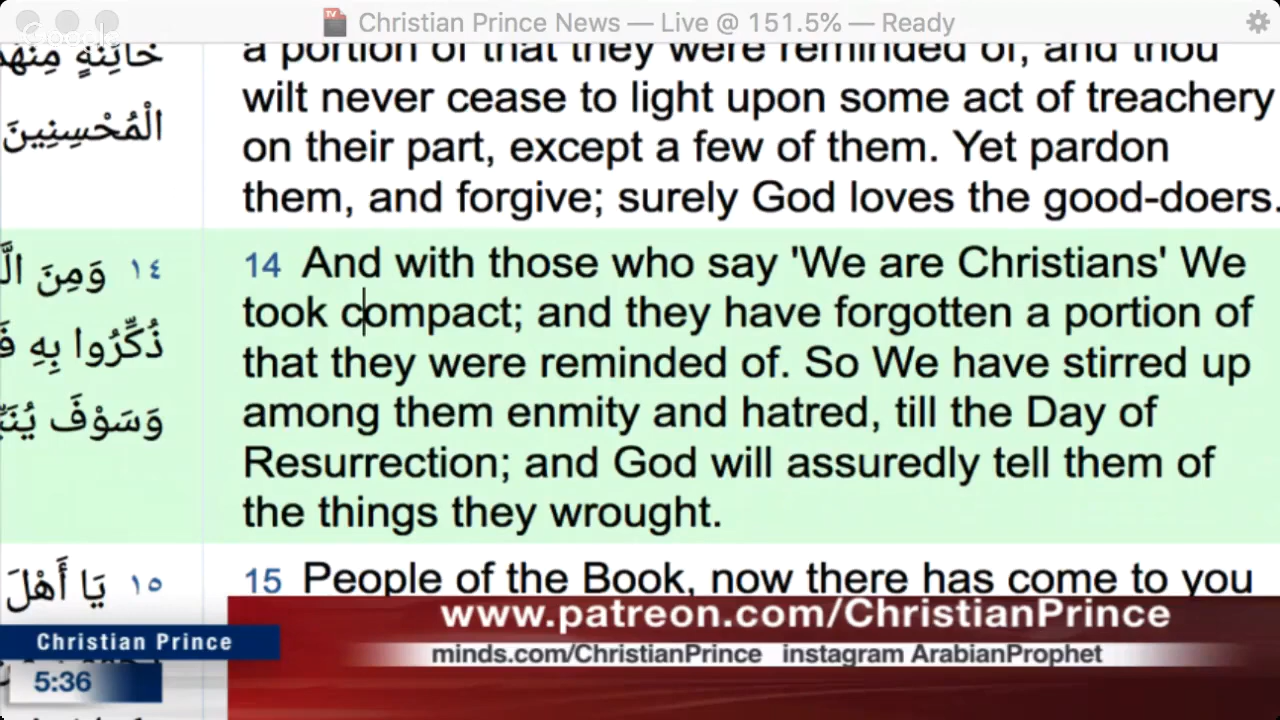 Christian Prince News — Live @ 151.5% — Ready
Google
خَائِنَةٍ مِنْهُمْ
a portion of that they were reminded of, and thou
wilt never cease to light upon some act of treachery
الْمُحْسِنِينَ
on their part, except a few of them. Yet pardon
them, and forgive; surely God loves the good-doers.
١٤ وَمِنَ
14 And with those who say 'We are Christians' We
took compact; and they have forgotten a portion of
ذُكِّرُوا بِهِ
that they were reminded of. So We have stirred up
among them enmity and hatred, till the Day of
وَسَوْفَ
Resurrection; and God will assuredly tell them of
the things they wrought.
١٥ يَا أَهْلَ
15 People of the Book, now there has come to you
www.patreon.com/ChristianPrince
Christian Prince
minds.com/ChristianPrince instagram ArabianProphet
5:36